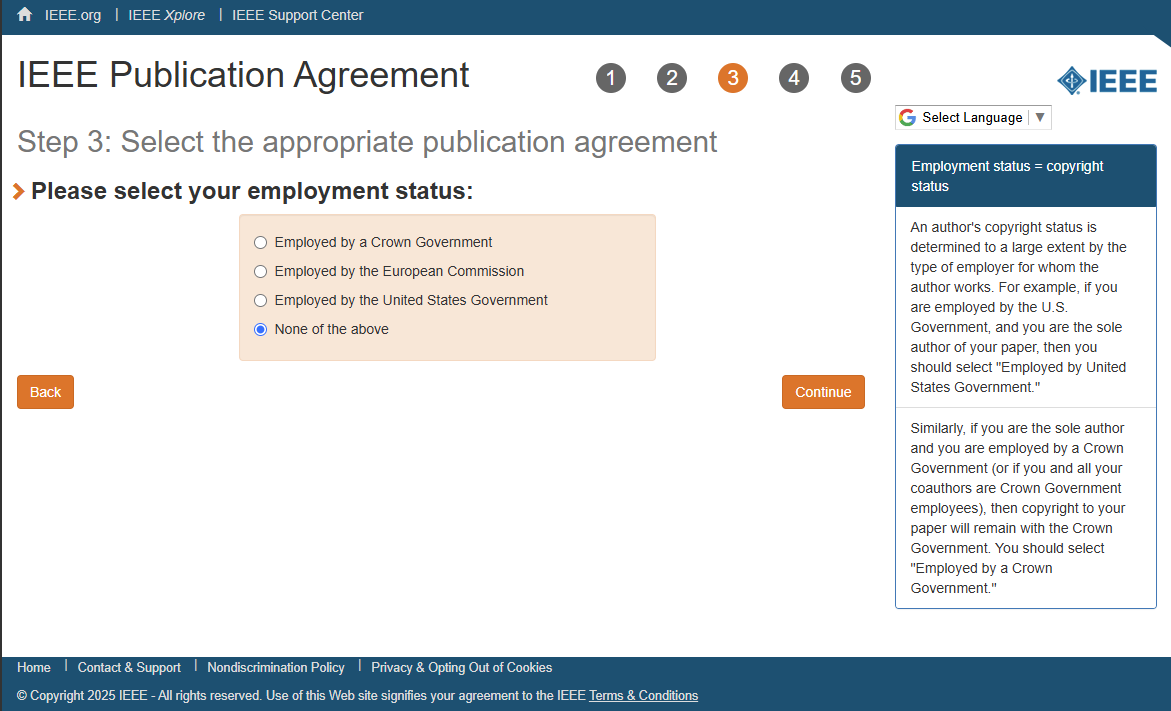 IEEE.org | IEEE Xplore | IEEE Support Center
IEEE Publication Agreement
1 2 3 4 5
IEEE
Select Language ▼
Step 3: Select the appropriate publication agreement
Please select your employment status:
Employed by a Crown Government
Employed by the European Commission
Employed by the United States Government
None of the above
Back
Continue
Employment status = copyright
status
An author's copyright status is
determined to a large extent by the
type of employer for whom the
author works. For example, if you
are employed by the U.S.
Government, and you are the sole
author of your paper, then you
should select "Employed by United
States Government."
Similarly, if you are the sole author
and you are employed by a Crown
Government (or if you and all your
coauthors are Crown Government
employees), then copyright to your
paper will remain with the Crown
Government. You should select
"Employed by a Crown
Government."
Home | Contact & Support | Nondiscrimination Policy | Privacy & Opting Out of Cookies
© Copyright 2025 IEEE - All rights reserved. Use of this Web site signifies your agreement to the IEEE Terms & Conditions